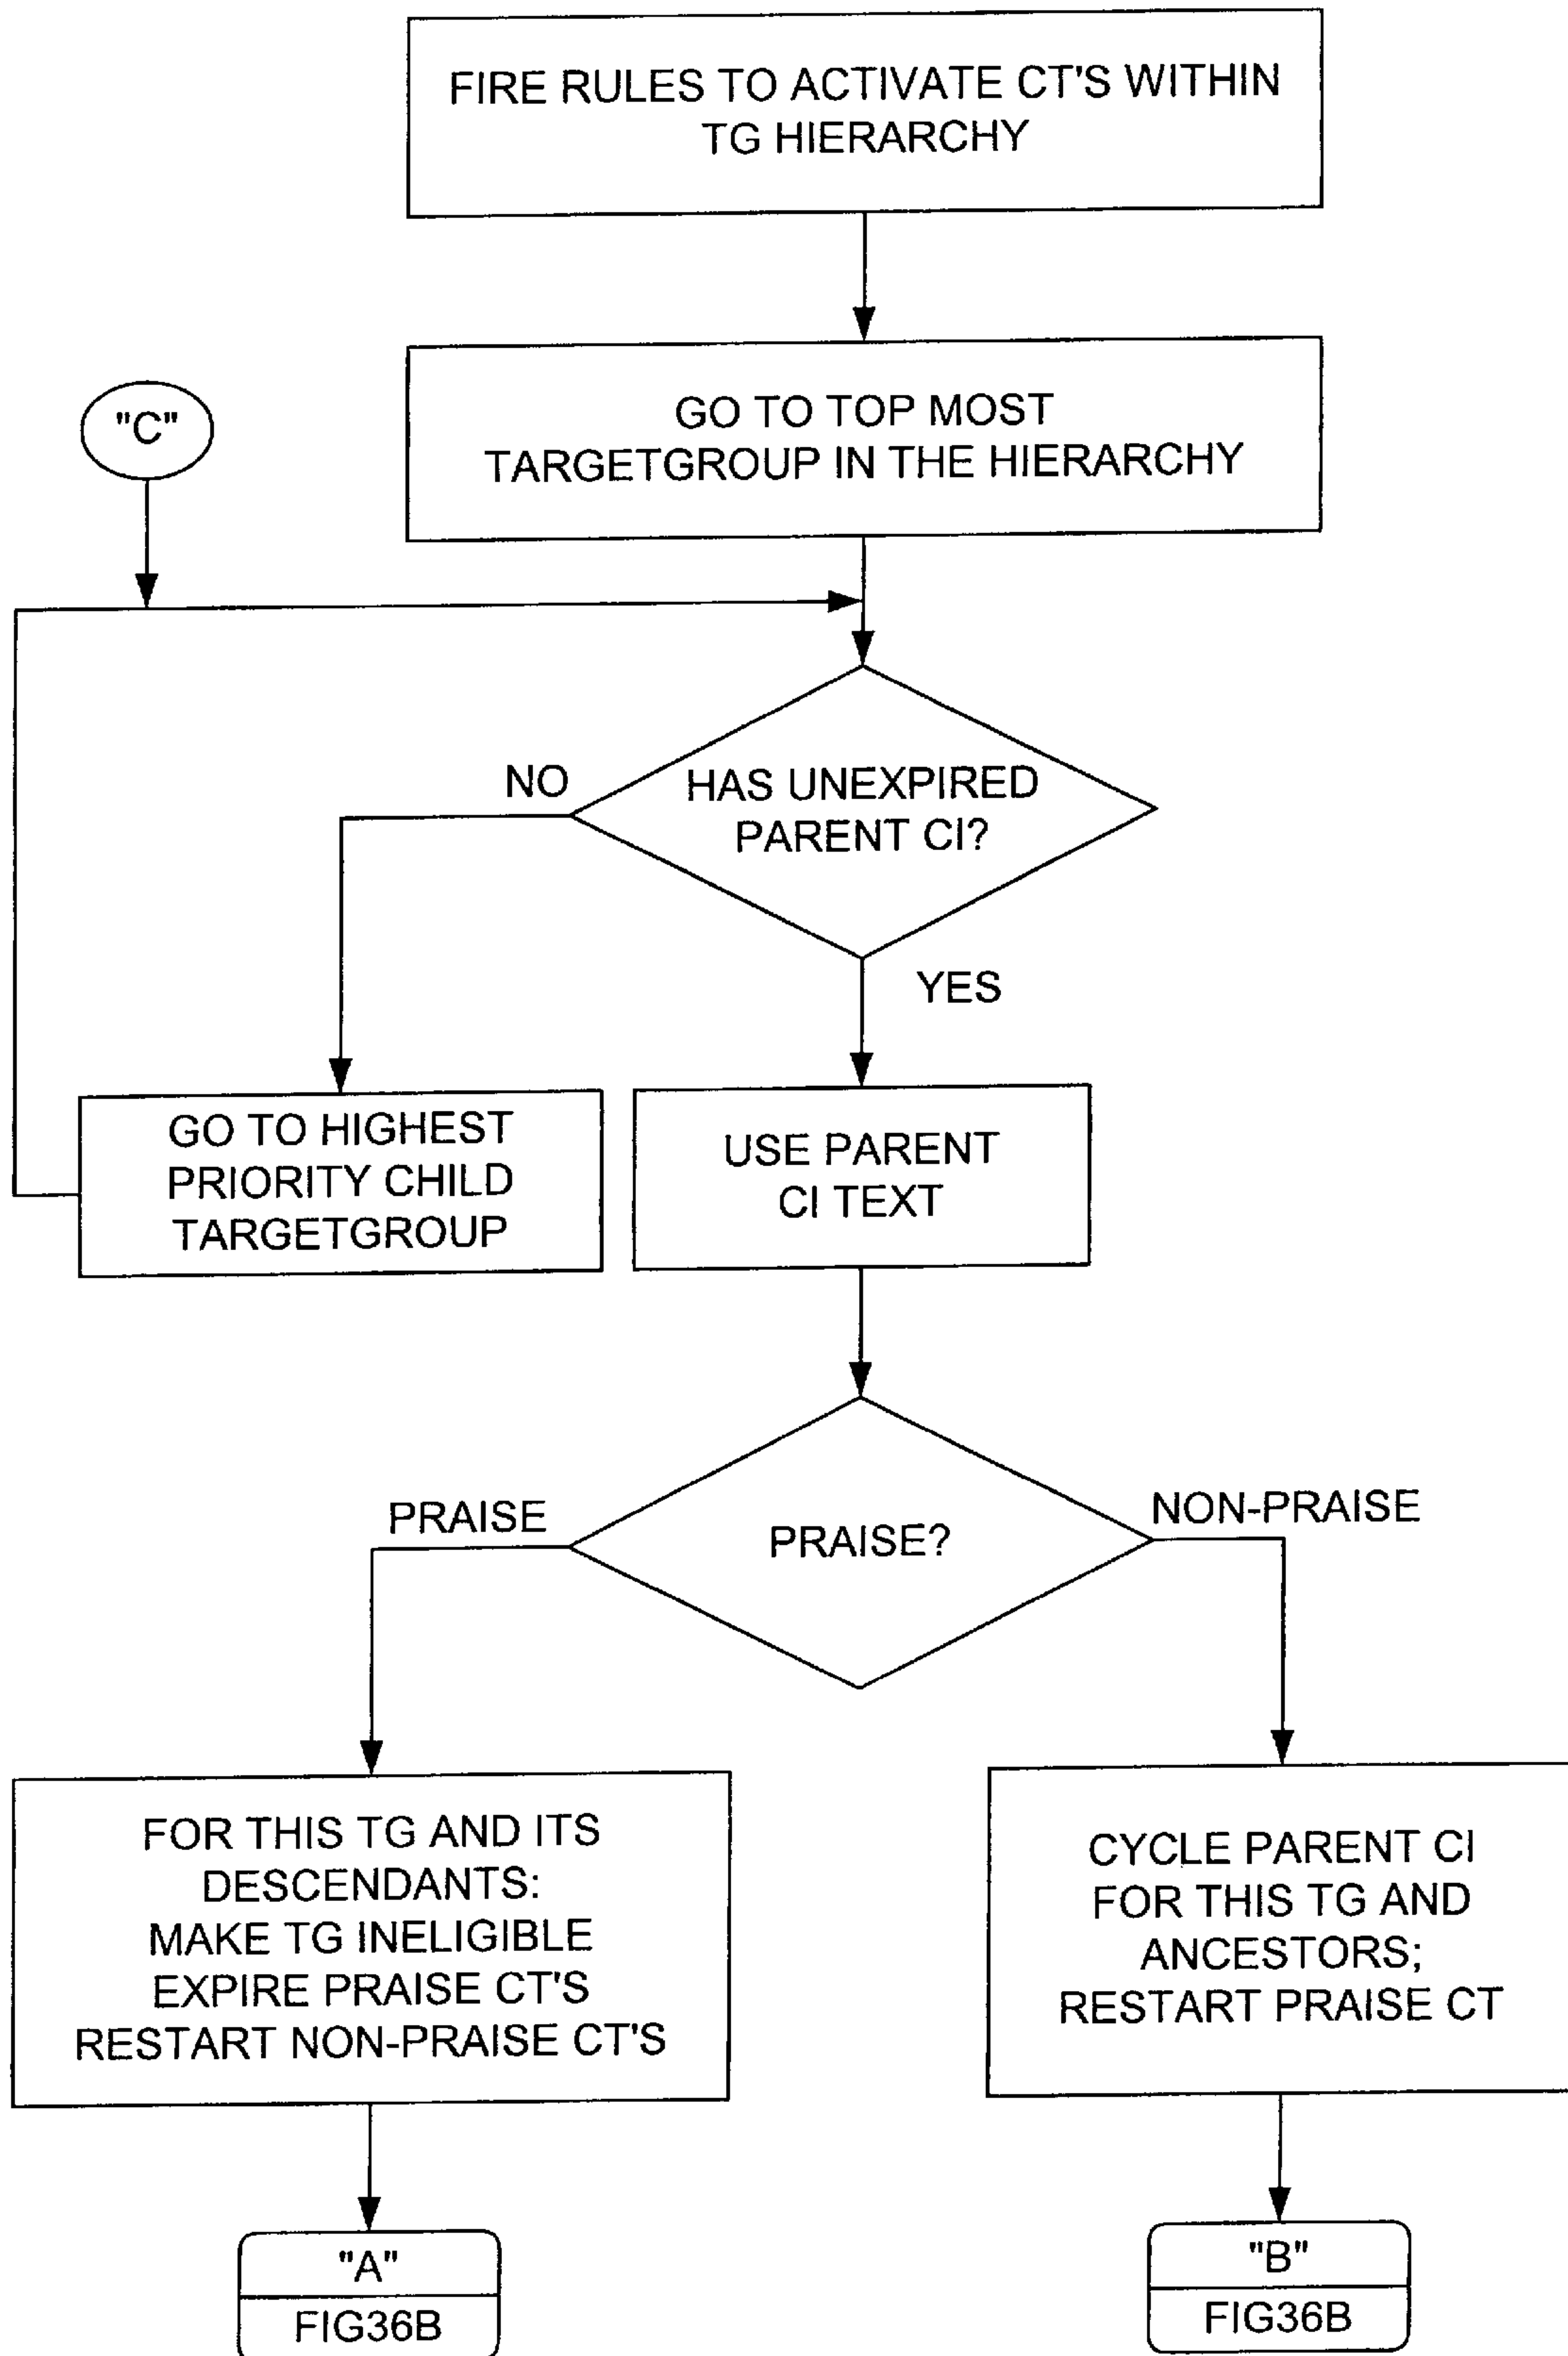 FIRE RULES TO ACTIVATE CT'S WITHIN
TG HIERARCHY
GO TO TOP MOST
TARGETGROUP IN THE HIERARCHY
"C"
HAS UNEXPIRED
PARENT CI?
NO
YES
GO TO HIGHEST
PRIORITY CHILD
TARGETGROUP
USE PARENT
CI TEXT
PRAISE?
PRAISE
NON-PRAISE
FOR THIS TG AND ITS
DESCENDANTS:
MAKE TG INELIGIBLE
EXPIRE PRAISE CT'S
RESTART NON-PRAISE CT'S
CYCLE PARENT CI
FOR THIS TG AND
ANCESTORS;
RESTART PRAISE CT
"A"
FIG36B
"B"
FIG36B